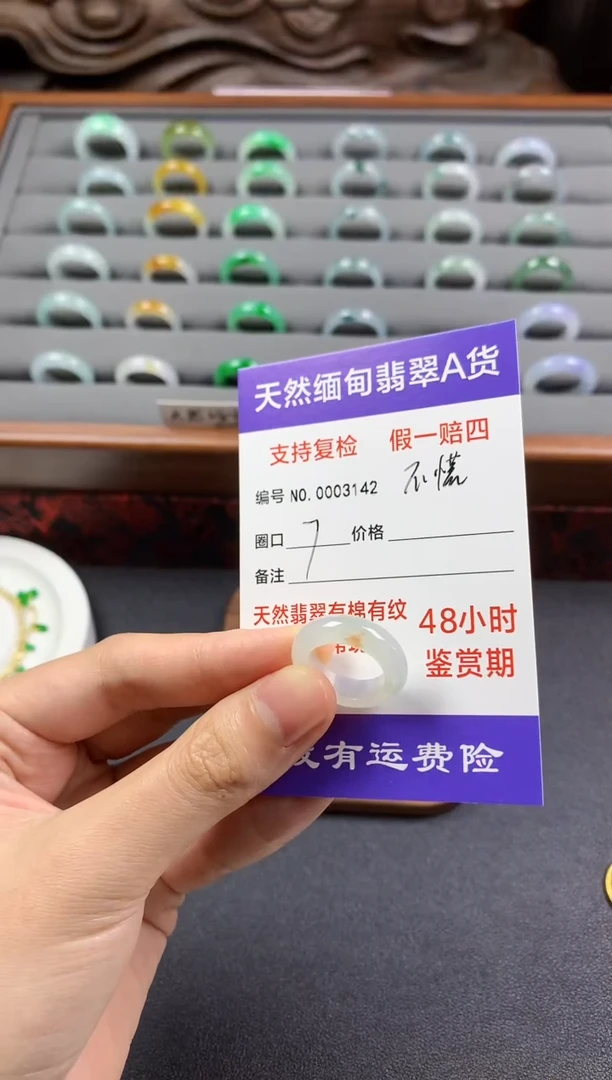 天然缅甸翡翠A货
支持复检 假一赔四
编号 NO.0003142 不慌
圈口 7 价格
备注
天然翡翠有棉有纹
48小时
鉴赏期
有运费险